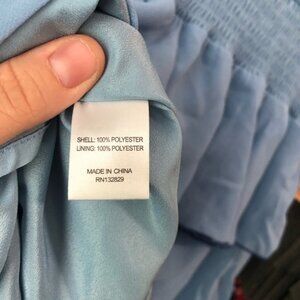 SHELL: 100% POLYESTER
LINING: 100% POLYESTER
MADE IN CHINA
RN132829